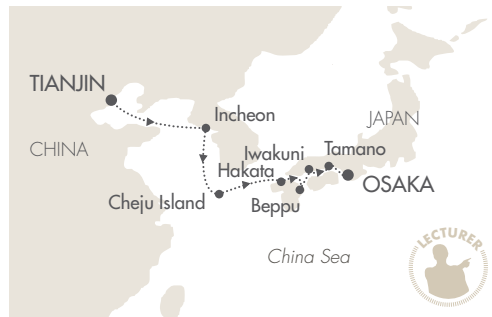 TIANJIN
Incheon
JAPAN
CHINA
Iwakuni
Tamano
Hakata
Cheju Island
Beppu
OSAKA
China Sea
LECTURER